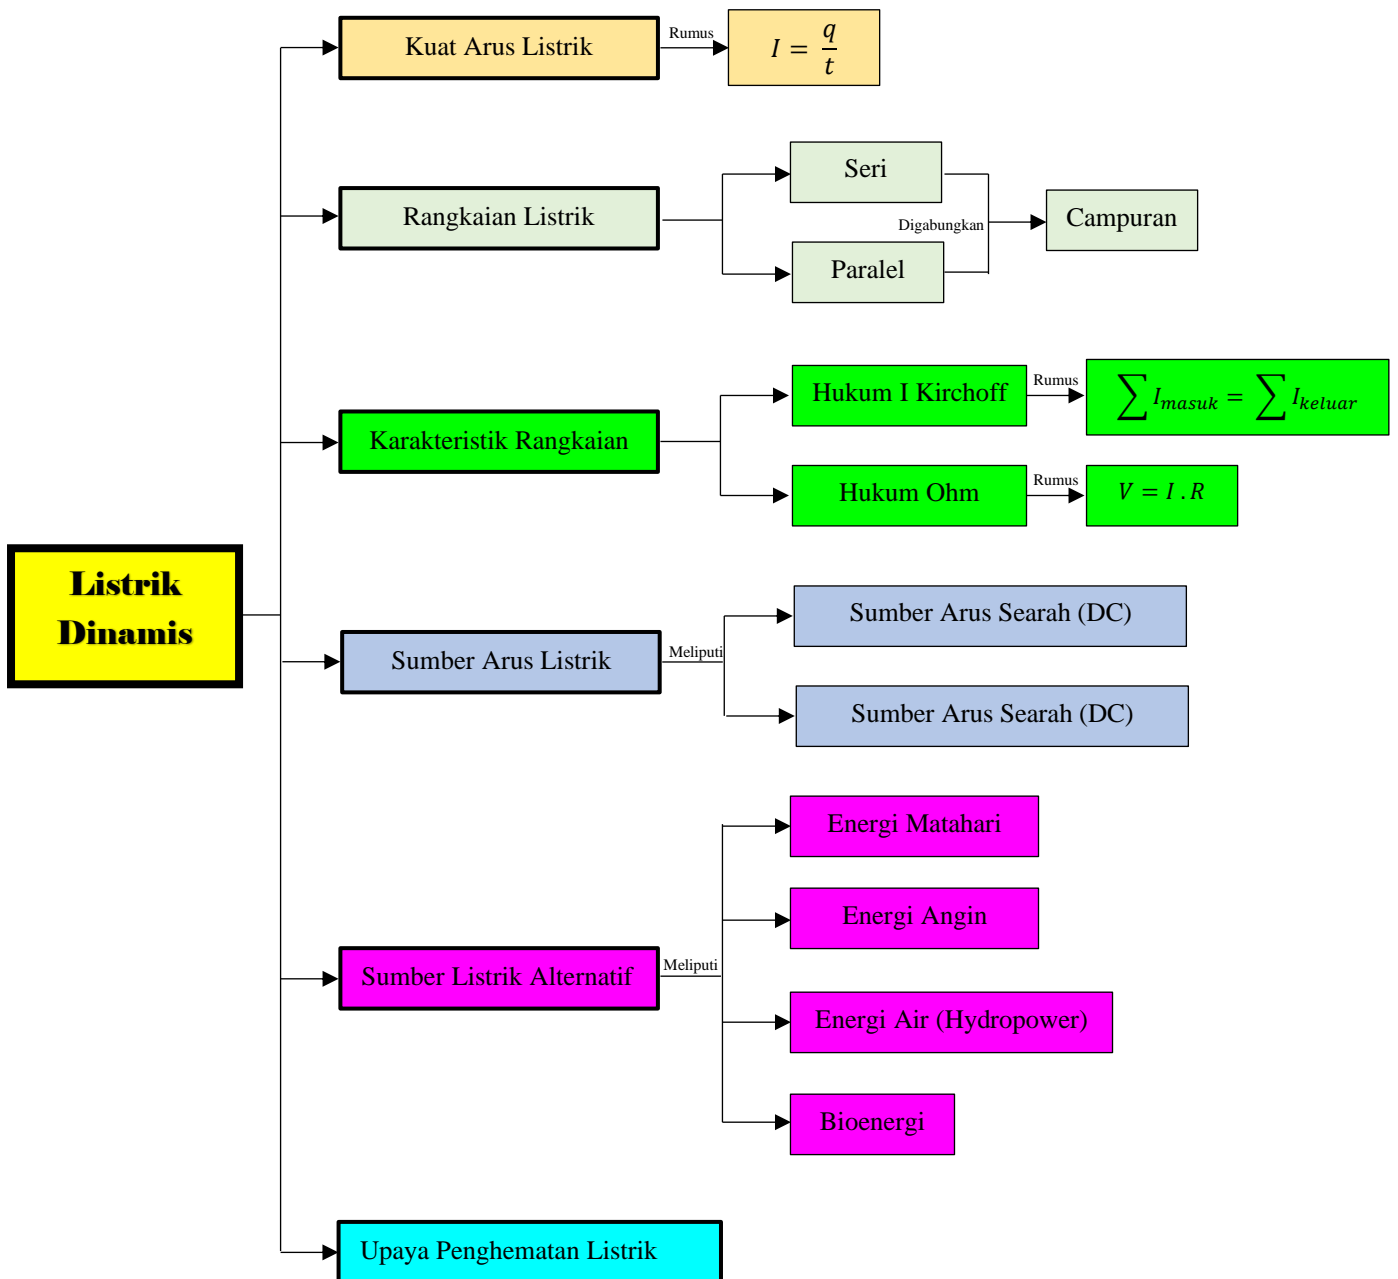 Kuat Arus Listrik
Rumus
I = q/t
Rangkaian Listrik
Seri
Paralel
Digabungkan
Campuran
Karakteristik Rangkaian
Hukum I Kirchoff
Rumus
∑ I_masuk = ∑ I_keluar
Hukum Ohm
Rumus
V = I . R
Listrik
Dinamis
Sumber Arus Listrik
Meliputi
Sumber Arus Searah (DC)
Sumber Arus Searah (DC)
Sumber Listrik Alternatif
Meliputi
Energi Matahari
Energi Angin
Energi Air (Hydropower)
Bioenergi
Upaya Penghematan Listrik